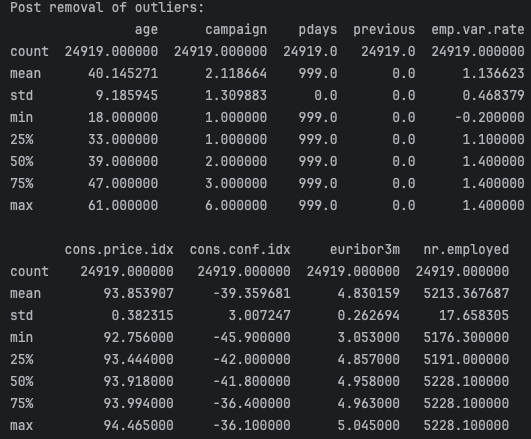 Post removal of outliers:
age campaign pdays previous emp.var.rate
count 24919.000000 24919.000000 24919.0 24919.0 24919.000000
mean 40.145271 2.118664 999.0 0.0 1.136623
std 9.185945 1.309883 0.0 0.0 0.468379
min 18.000000 1.000000 999.0 0.0 -0.200000
25% 33.000000 1.000000 999.0 0.0 1.100000
50% 39.000000 2.000000 999.0 0.0 1.400000
75% 47.000000 3.000000 999.0 0.0 1.400000
max 61.000000 6.000000 999.0 0.0 1.400000
cons.price.idx cons.conf.idx euribor3m nr.employed
count 24919.000000 24919.000000 24919.000000 24919.000000
mean 93.853907 -39.359681 4.830159 5213.367687
std 0.382315 3.007247 0.262694 17.658305
min 92.756000 -45.900000 3.053000 5176.300000
25% 93.444000 -42.000000 4.857000 5191.000000
50% 93.918000 -41.800000 4.958000 5228.100000
75% 93.994000 -36.400000 4.963000 5228.100000
max 94.465000 -36.100000 5.045000 5228.100000